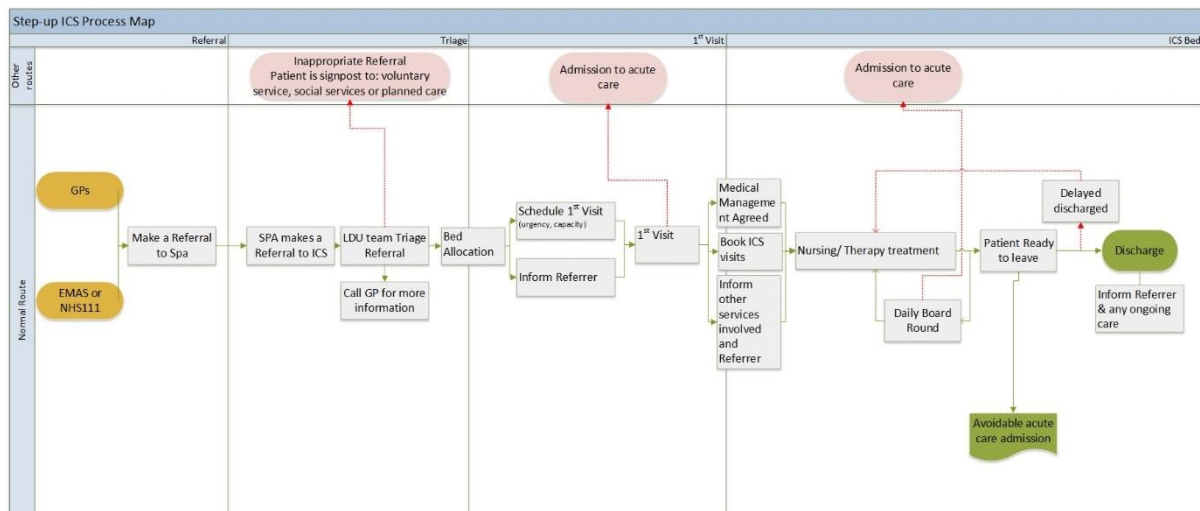 Step-up ICS Process Map
Referral
Triage
1st Visit
ICS Bed
Other
routes
Inappropriate Referral
Patient is signpost to: voluntary
service, social services or planned care
Admission to acute
care
Admission to acute
care
Normal Route
GPs
EMAS or
NHS111
Make a Referral
to Spa
SPA makes a
Referral to ICS
LDU team Triage
Referral
Call GP for more
information
Bed
Allocation
Schedule 1st Visit
(urgency, capacity)
Inform Referrer
1st Visit
Medical
Manageme
nt Agreed
Book ICS
visits
Inform
other
services
involved
and
Referrer
Nursing/ Therapy treatment
Daily Board
Round
Patient Ready
to leave
Delayed
discharged
Discharge
Inform Referrer
& any ongoing
care
Avoidable acute
care admission